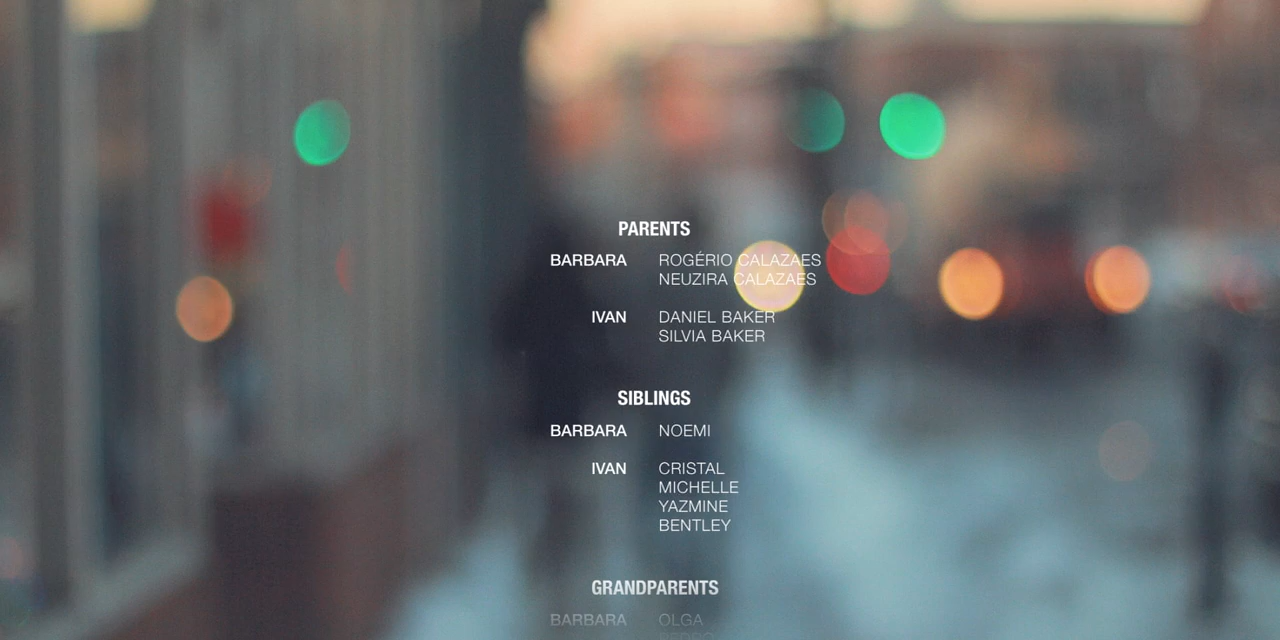 PARENTS
BARBARA ROGÉRIO CALAZAES
NEUZIRA CALAZAES
IVAN DANIEL BAKER
SILVIA BAKER
SIBLINGS
BARBARA NOEMI
IVAN CRISTAL
MICHELLE
YAZMINE
BENTLEY
GRANDPARENTS
BARBARA OLGA